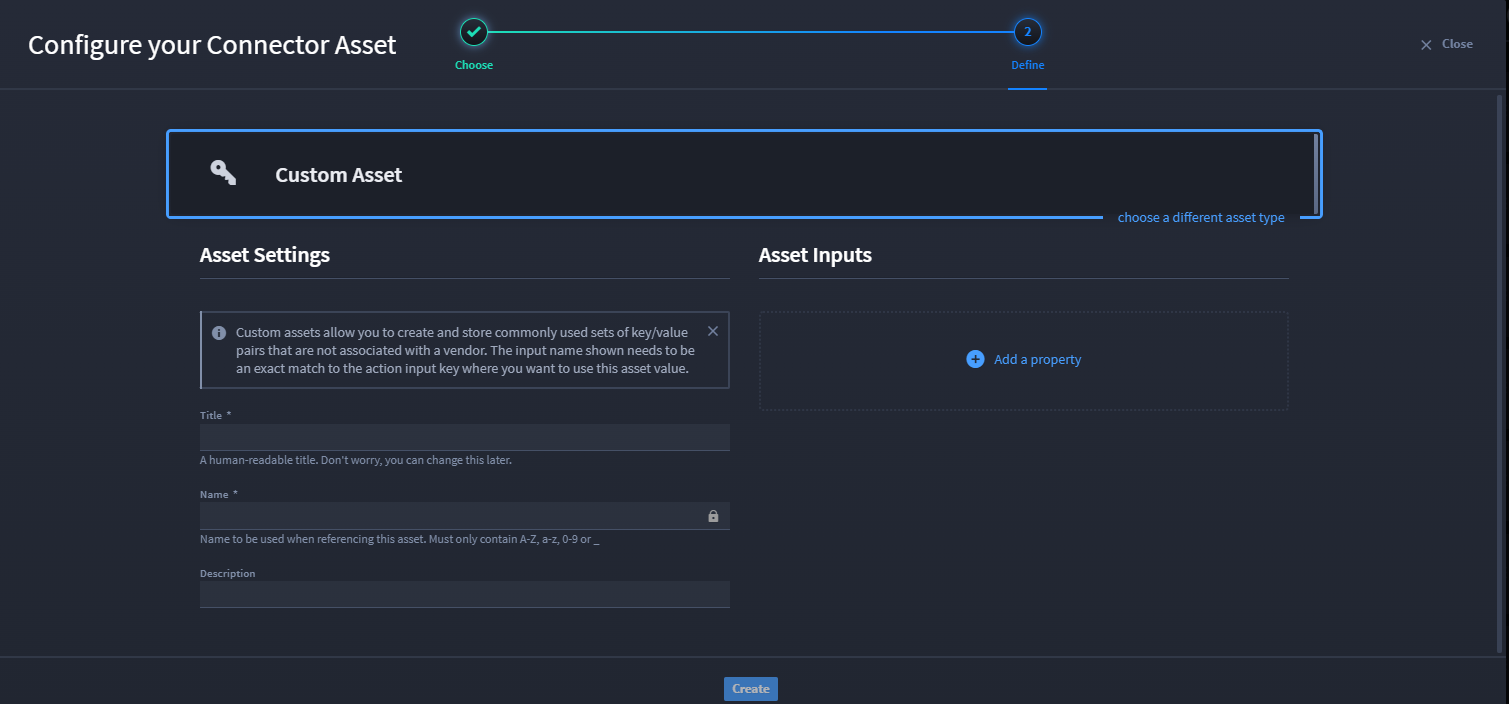 Configure your Connector Asset
Choose
2
Define
Close
Custom Asset
choose a different asset type
Asset Settings
Custom assets allow you to create and store commonly used sets of key/value
pairs that are not associated with a vendor. The input name shown needs to be
an exact match to the action input key where you want to use this asset value.
Title *
A human-readable title. Don't worry, you can change this later.
Name *
Name to be used when referencing this asset. Must only contain A-Z, a-z, 0-9 or _
Description
Asset Inputs
Add a property
Create